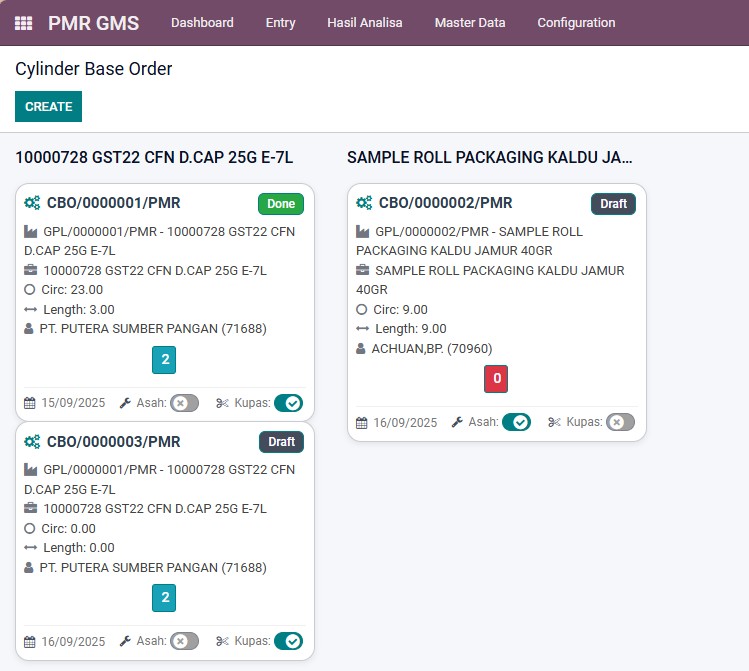 PMR GMS Dashboard Entry Hasil Analisa Master Data Configuration
Cylinder Base Order
CREATE
10000728 GST22 CFN D.CAP 25G E-7L
CBO/0000001/PMR Done
GPL/0000001/PMR - 10000728 GST22 CFN
D.CAP 25G E-7L
10000728 GST22 CFN D.CAP 25G E-7L
Circ: 23.00
Length: 3.00
PT. PUTERA SUMBER PANGAN (71688)
2
15/09/2025 Asah: Kupas:
CBO/0000003/PMR Draft
GPL/0000001/PMR - 10000728 GST22 CFN
D.CAP 25G E-7L
10000728 GST22 CFN D.CAP 25G E-7L
Circ: 0.00
Length: 0.00
PT. PUTERA SUMBER PANGAN (71688)
2
16/09/2025 Asah: Kupas:
SAMPLE ROLL PACKAGING KALDU JA...
CBO/0000002/PMR Draft
GPL/0000002/PMR - SAMPLE ROLL
PACKAGING KALDU JAMUR 40GR
SAMPLE ROLL PACKAGING KALDU JAMUR
40GR
Circ: 9.00
Length: 9.00
ACHUAN,BP. (70960)
0
16/09/2025 Asah: Kupas: